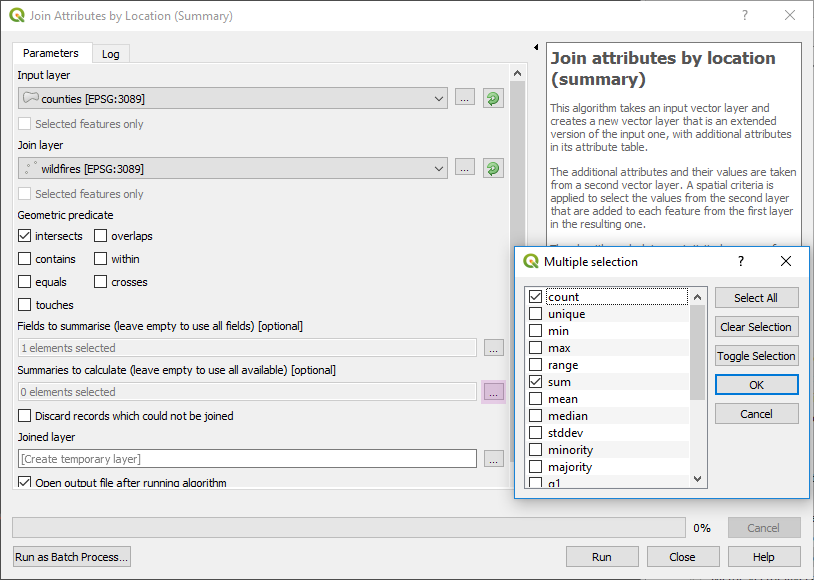 Join Attributes by Location (Summary)
Parameters
Log
Input layer
counties [EPSG:3089]
...
Selected features only
Join layer
wildfires [EPSG:3089]
...
Selected features only
Geometric predicate
intersects
overlaps
contains
within
equals
crosses
touches
Fields to summarise (leave empty to use all fields) [optional]
1 elements selected
...
Summaries to calculate (leave empty to use all available) [optional]
0 elements selected
...
Discard records which could not be joined
Joined layer
[Create temporary layer]
...
Open output file after running algorithm
Join attributes by location
(summary)
This algorithm takes an input vector layer and
creates a new vector layer that is an extended
version of the input one, with additional attributes
in its attribute table.
The additional attributes and their values are taken
from a second vector layer. A spatial criteria is
applied to select the values from the second layer
that are added to each feature from the first layer
in the resulting one.
Multiple selection
count
unique
min
max
range
sum
mean
median
stddev
minority
majority
q1
Select All
Clear Selection
Toggle Selection
OK
Cancel
0%
Cancel
Run as Batch Process...
Run
Close
Help